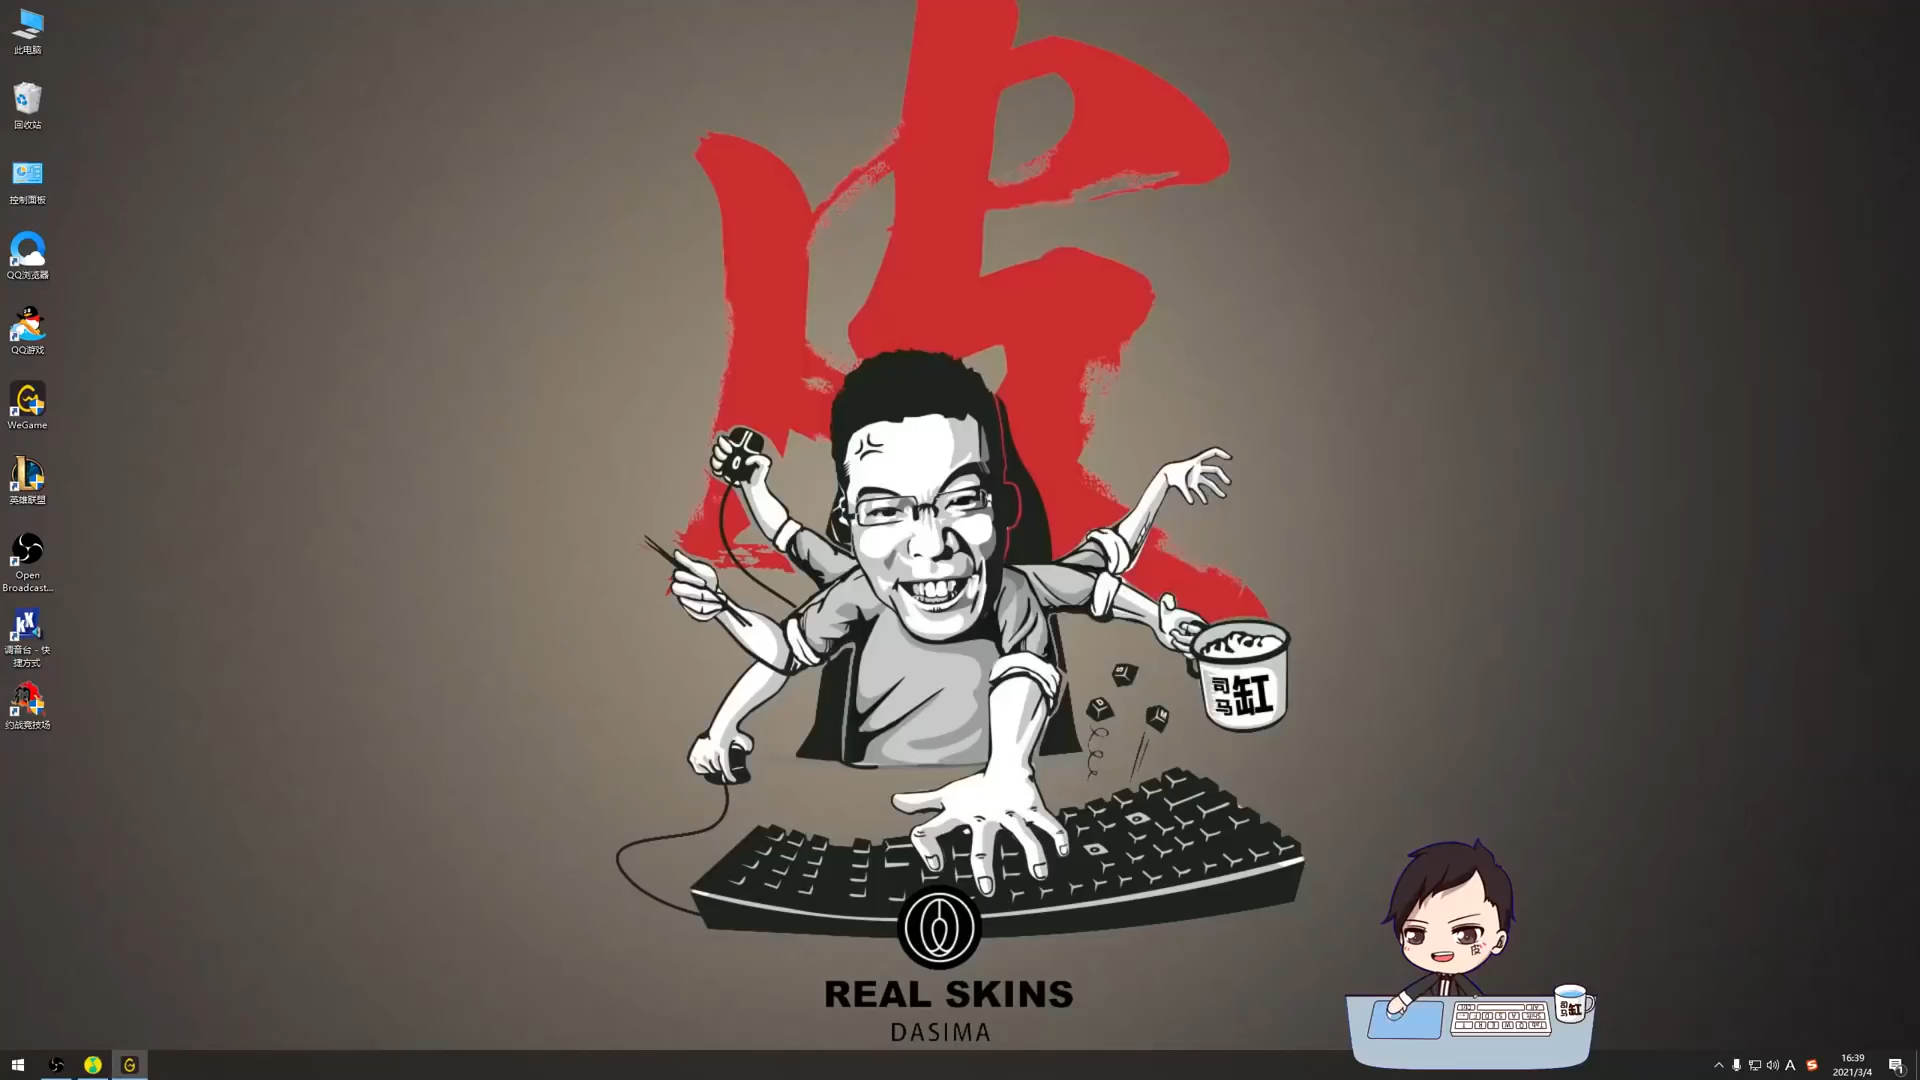 此电脑
回收站
控制面板
QQ浏览器
QQ游戏
WeGame
英雄联盟
Open
Broadcast...
调音台 - 快
捷方式
约战竞技场
司马
缸
REAL SKINS
DASIMA
皮
司马
缸
A
16:39
2021/3/4